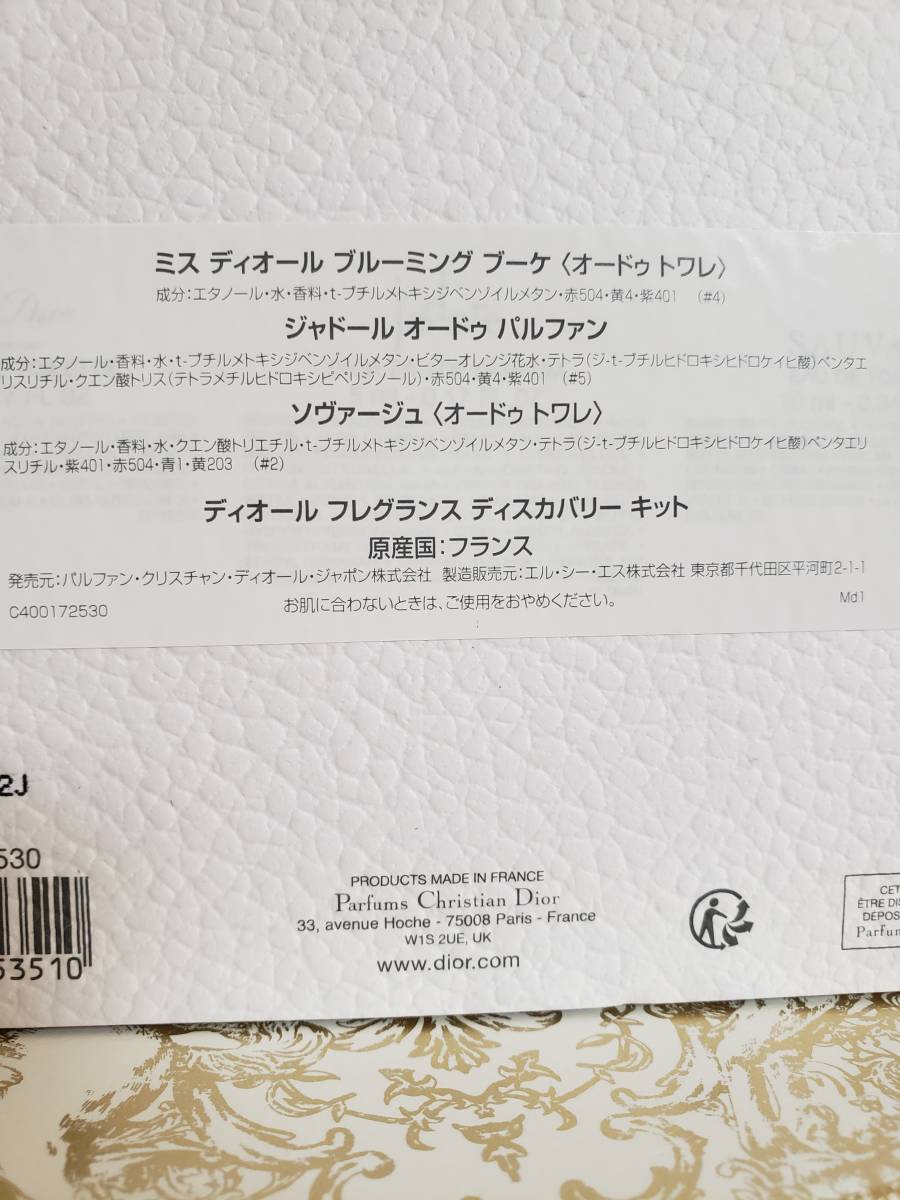 ミス ディオール ブルーミング ブーケ〈オードゥ トワレ〉
成分：エタノール・水・香料・t-ブチルメトキシジベンゾイルメタン・赤504・黄4・紫401　(#4)
ジャドール オードゥ パルファン
成分：エタノール・香料・水・t-ブチルメトキシジベンゾイルメタン・ビターオレンジ花水・テトラ(ジ-t-ブチルヒドロキシヒドロケイヒ酸)ペンタエ
リスリチル・クエン酸トリス(テトラメチルヒドロキシピペリジノール)・赤504・黄4・紫401　(#5)
ソヴァージュ〈オードゥ トワレ〉
成分：エタノール・香料・水・クエン酸トリエチル・t-ブチルメトキシジベンゾイルメタン・テトラ(ジ-t-ブチルヒドロキシヒドロケイヒ酸)ペンタエリ
スリチル・紫401・赤504・青1・黄203　(#2)
ディオール フレグランス ディスカバリー キット
原産国：フランス
発売元：パルファン・クリスチャン・ディオール・ジャポン株式会社 製造販売元：エル・シー・エス株式会社 東京都千代田区平河町2-1-1
C400172530
お肌に合わないときは、ご使用をおやめください。
Md1
2J
530
53510
PRODUCTS MADE IN FRANCE
Parfums Christian Dior
33, avenue Hoche - 75008 Paris - France
W1S 2UE, UK
www.dior.com
CET
ÊTRE DIS
DÉPOS
Parfum